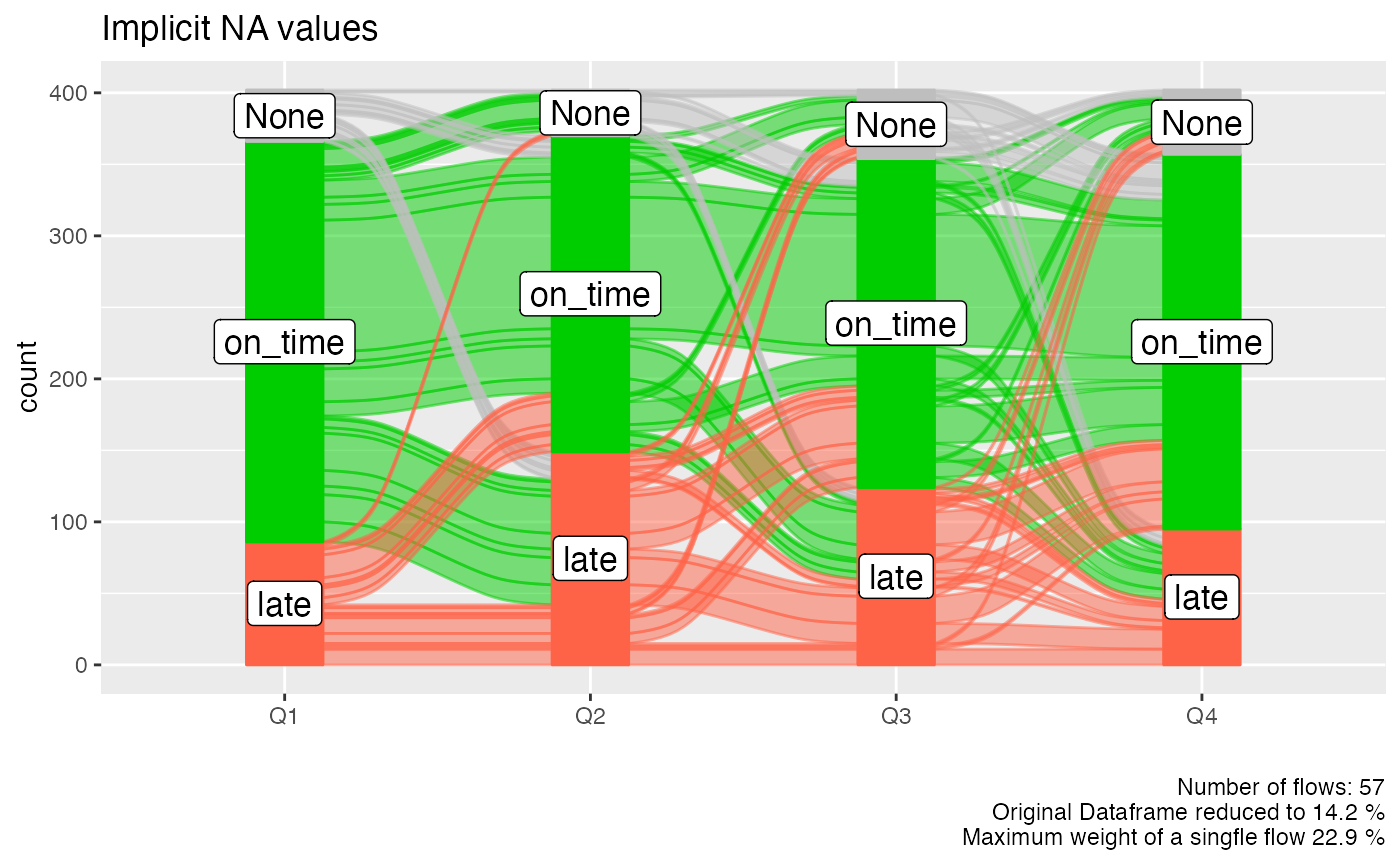 Implicit NA values
count
400
300
200
100
0
None
None
None
None
on_time
on_time
on_time
on_time
late
late
late
late
Q1
Q2
Q3
Q4
Number of flows: 57
Original Dataframe reduced to 14.2 %
Maximum weight of a singfle flow 22.9 %